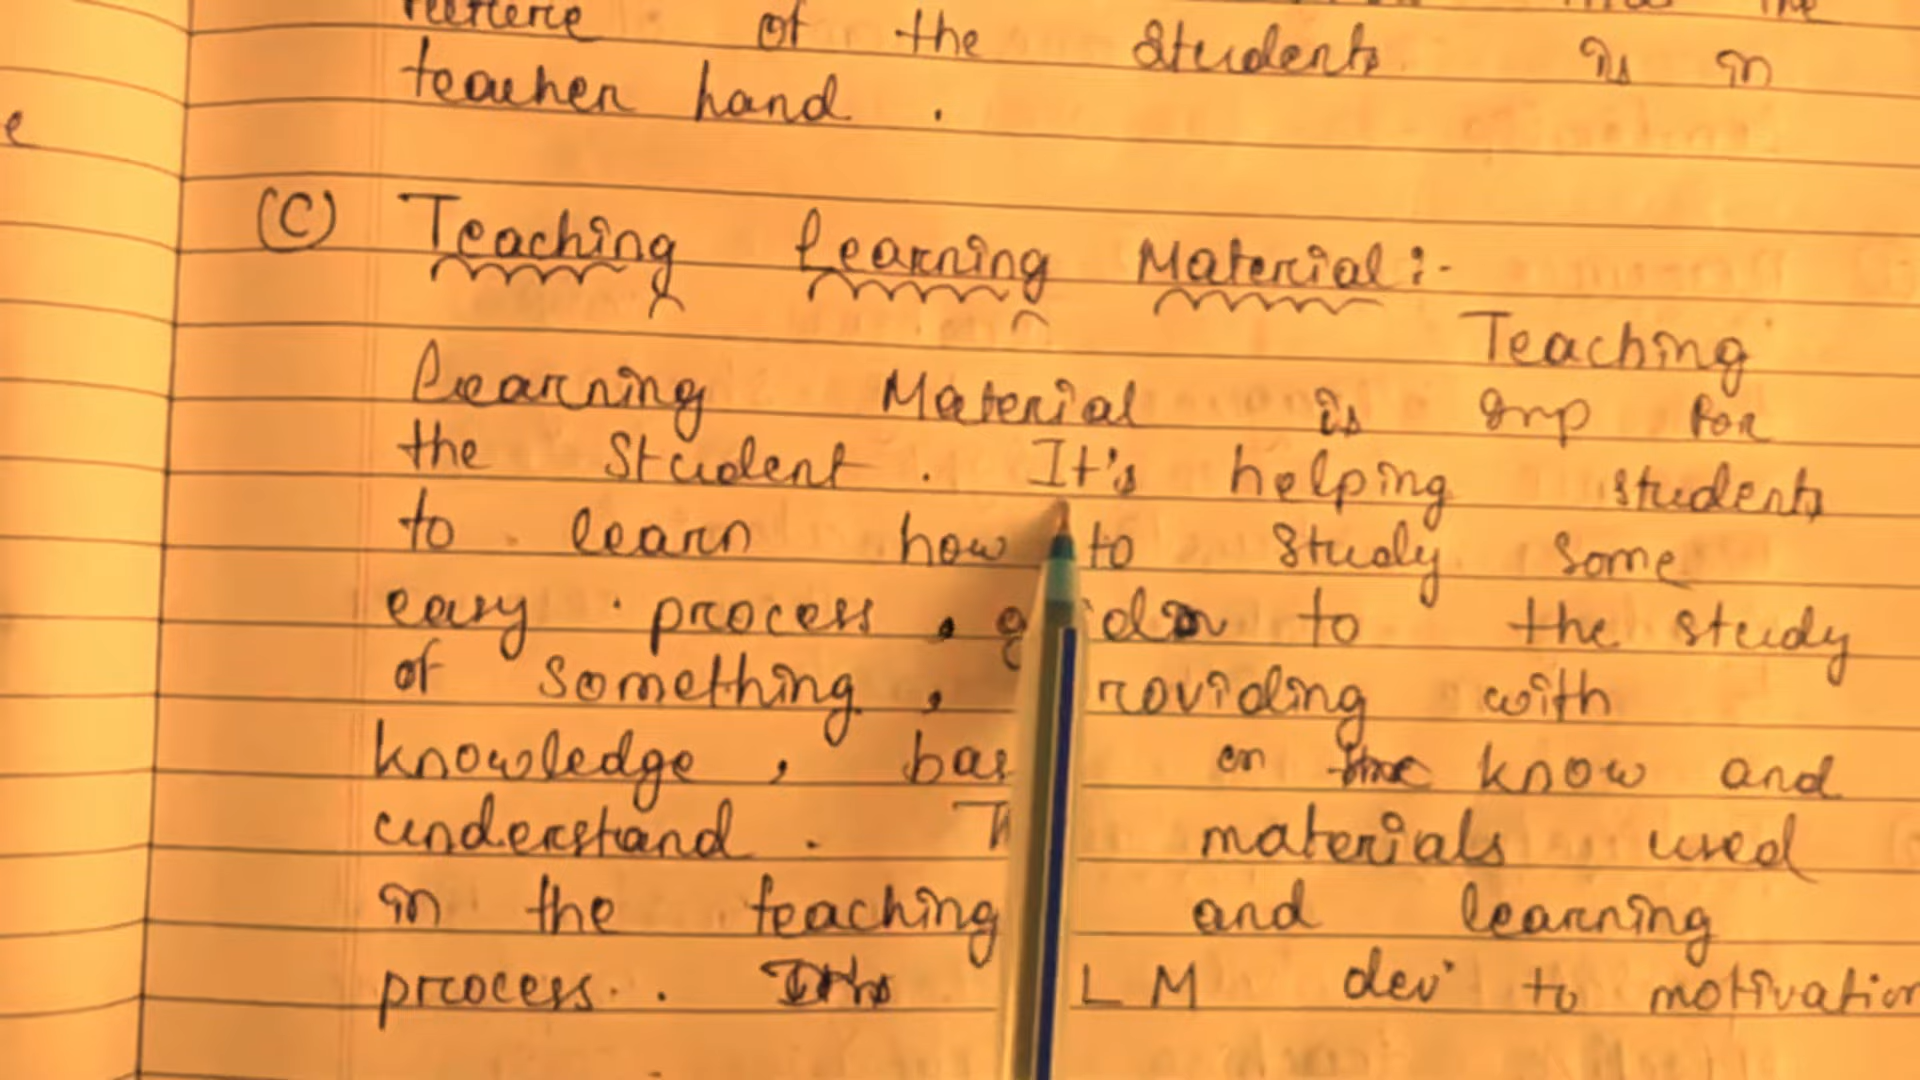 of the students is in
teacher hand .
e
(C) Teaching Learning Material :-
Teaching
Learning Material is Imp for
the Student . It's helping students
to learn how to study some
easy process , to the study
of something , with
knowledge , on know and
understand . materials used
in the teaching and learning
process . LM dev to motivation